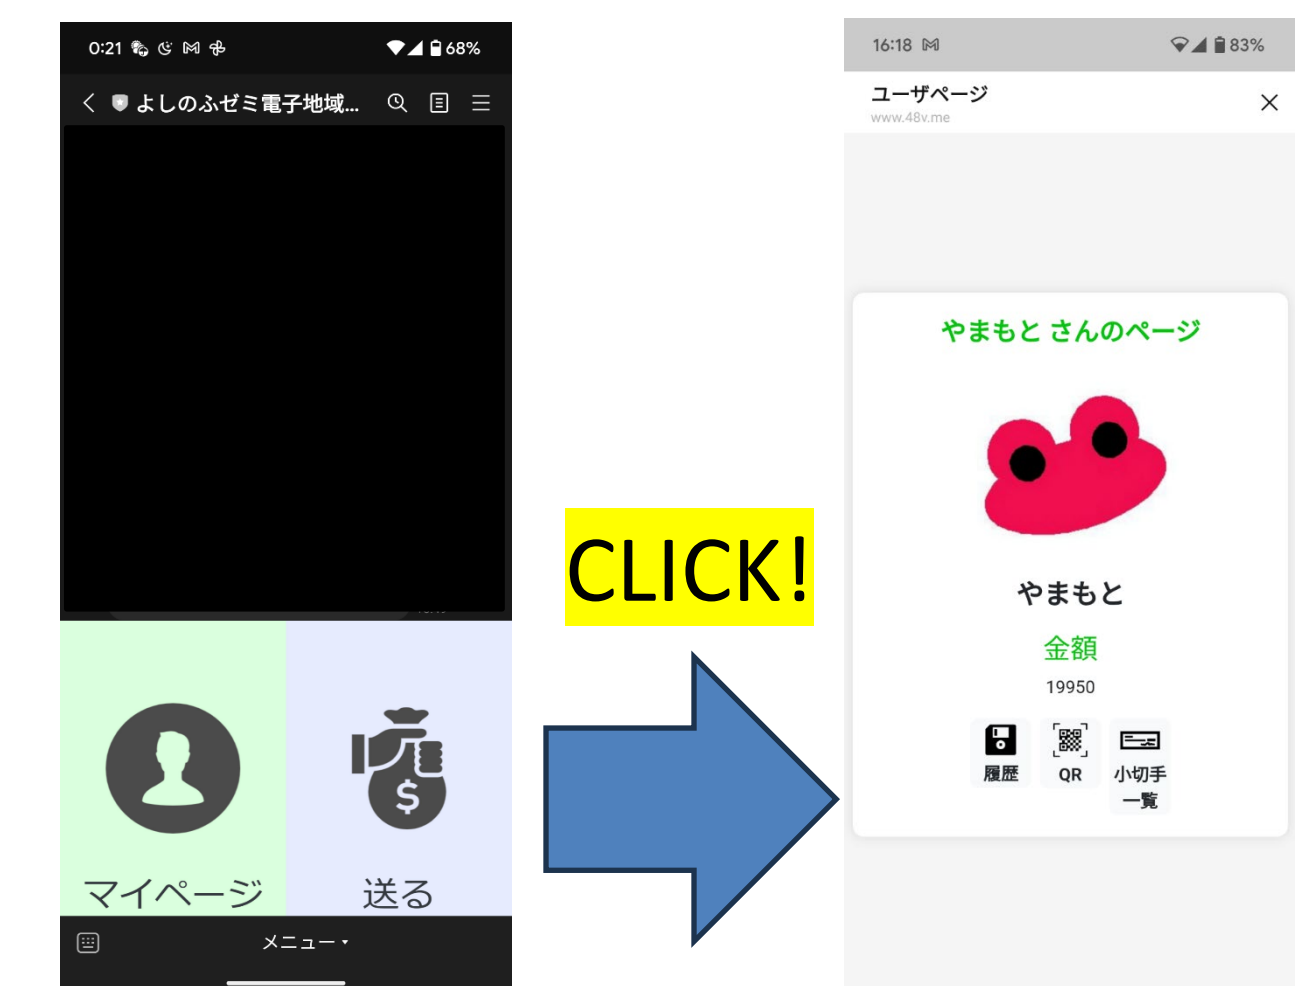 0:21
68%
よしのふゼミ電子地域...
マイページ
送る
メニュー
CLICK!
16:18
83%
ユーザページ
www.48v.me
やまもと さんのページ
やまもと
金額
19950
履歴
QR
小切手
一覧